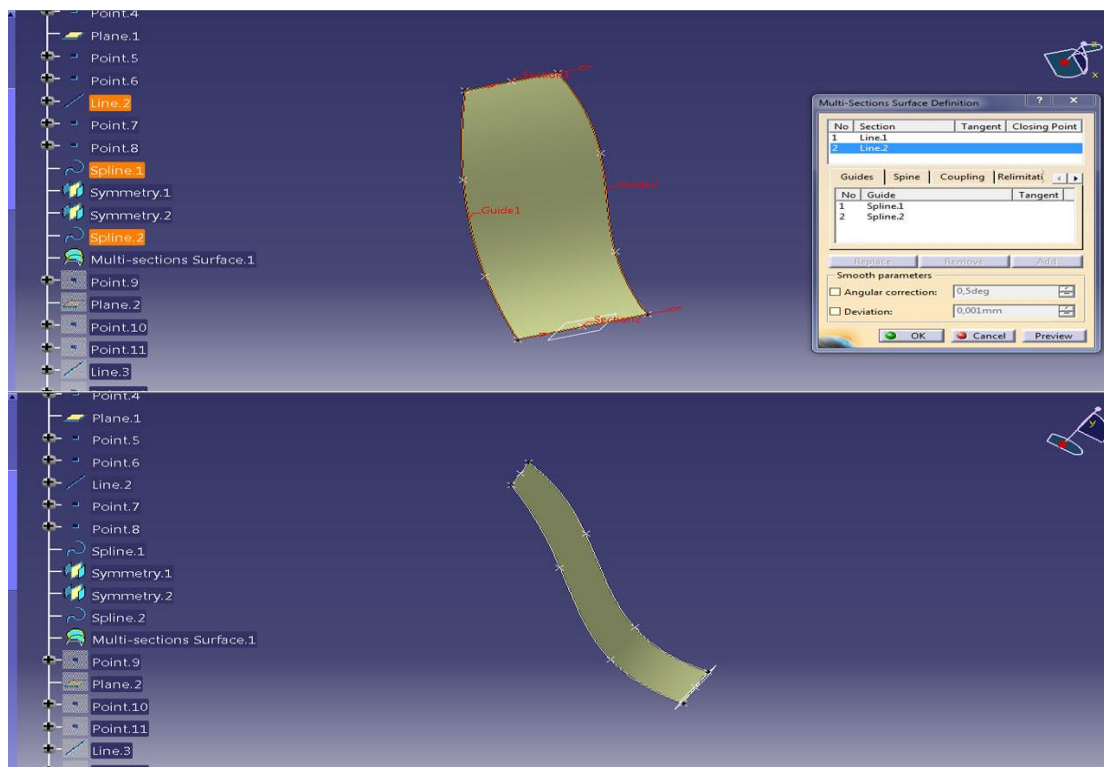 Point.4
Plane.1
Point.5
Point.6
Line.2
Point.7
Point.8
Spline.1
Symmetry.1
Symmetry.2
Spline.2
Multi-sections Surface.1
Point.9
Plane.2
Point.10
Point.11
Line.3
Section1
Guide1
Guide2
Section2
Multi-Sections Surface Definition
No Section Tangent Closing Point
1 Line.1
2 Line.2
Guides Spine Coupling Relimitati
No Guide Tangent
1 Spline.1
2 Spline.2
Replace Remove Add
Smooth parameters
Angular correction: 0,5deg
Deviation: 0,001mm
OK Cancel Preview
Point.4
Plane.1
Point.5
Point.6
Line.2
Point.7
Point.8
Spline.1
Symmetry.1
Symmetry.2
Spline.2
Multi-sections Surface.1
Point.9
Plane.2
Point.10
Point.11
Line.3
x
y